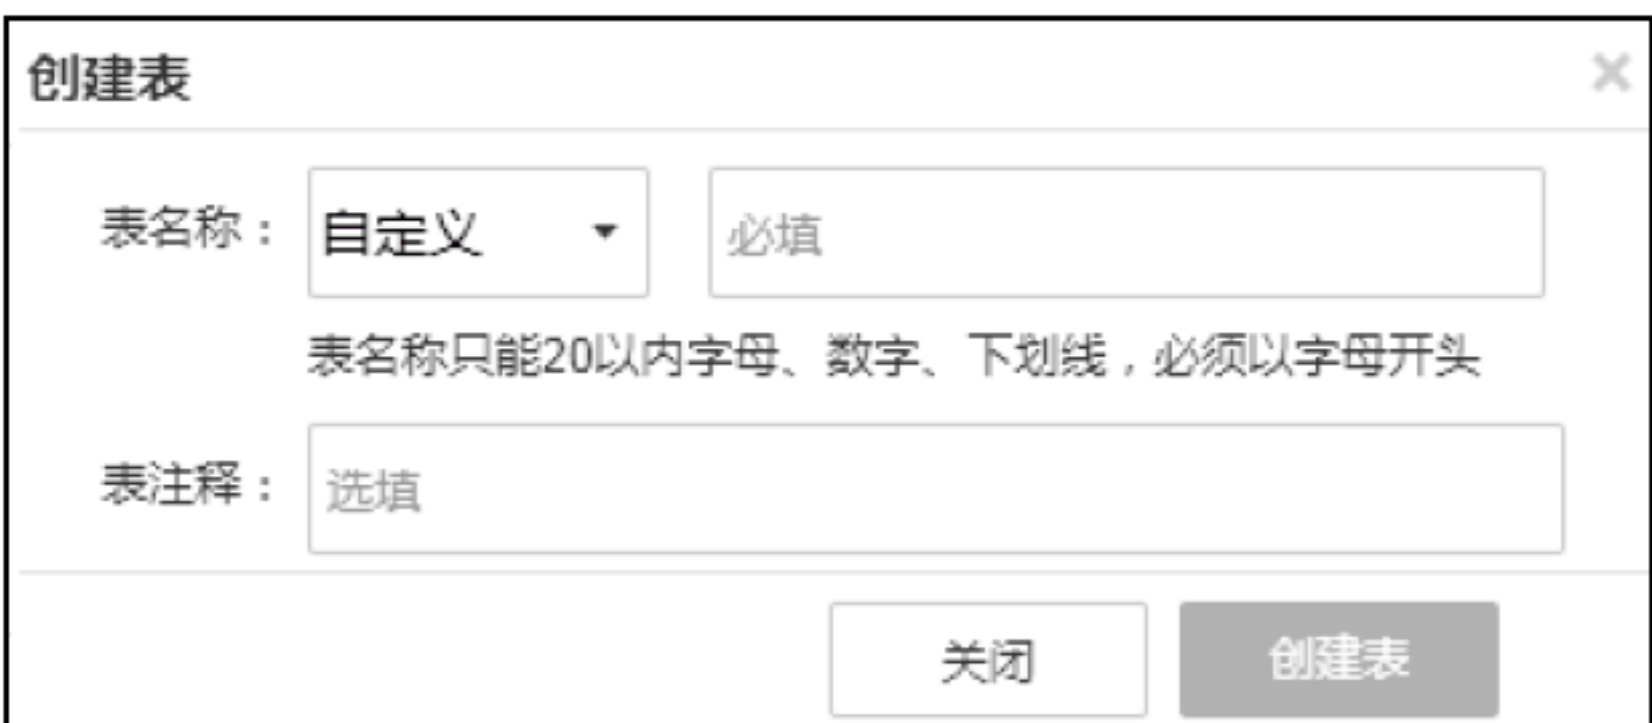 创建表
表名称： 自定义 必填
表名称只能20以内字母、数字、下划线，必须以字母开头
表注释： 选填
关闭 创建表